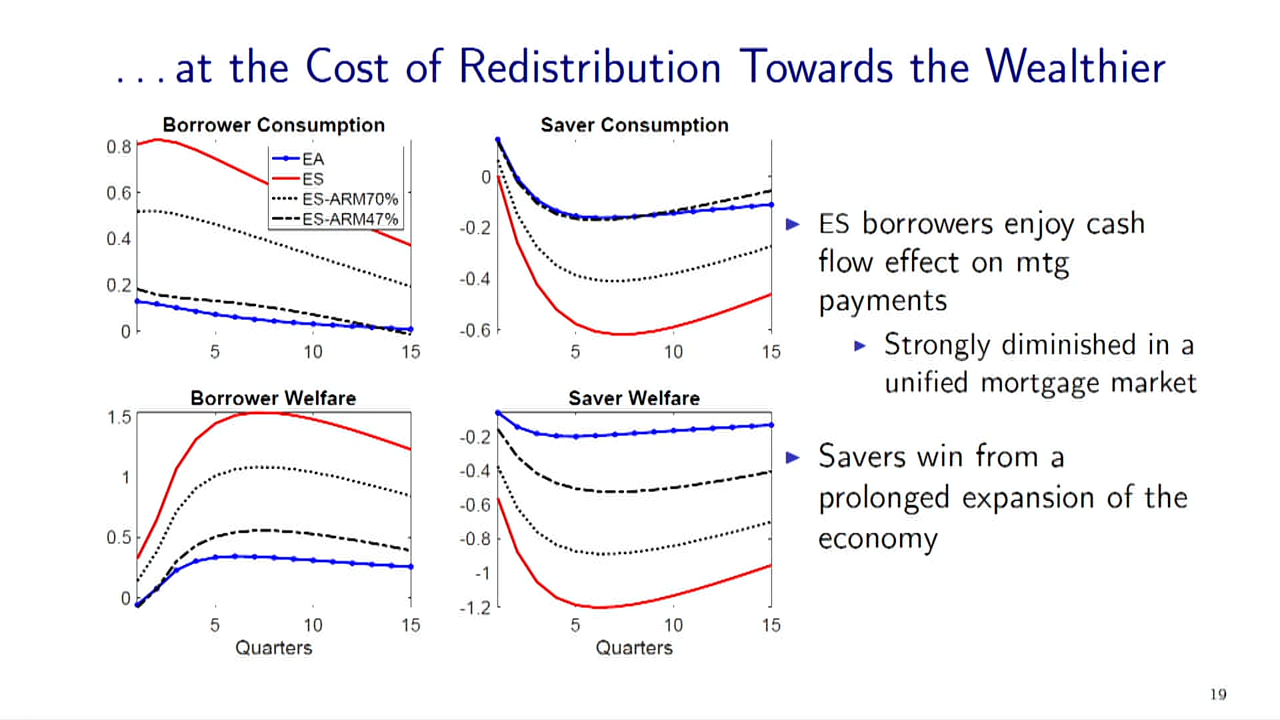 ...at the Cost of Redistribution Towards the Wealthier
Borrower Consumption
0.8
0.6
0.4
0.2
0
5 10 15
EA
ES
ES-ARM70%
ES-ARM47%
Saver Consumption
0
-0.2
-0.4
-0.6
5 10 15
Borrower Welfare
1.5
1
0.5
0
5 10 15
Quarters
Saver Welfare
-0.2
-0.4
-0.6
-0.8
-1
-1.2
5 10 15
Quarters
ES borrowers enjoy cash
flow effect on mtg
payments
Strongly diminished in a
unified mortgage market
Savers win from a
prolonged expansion of the
economy
19